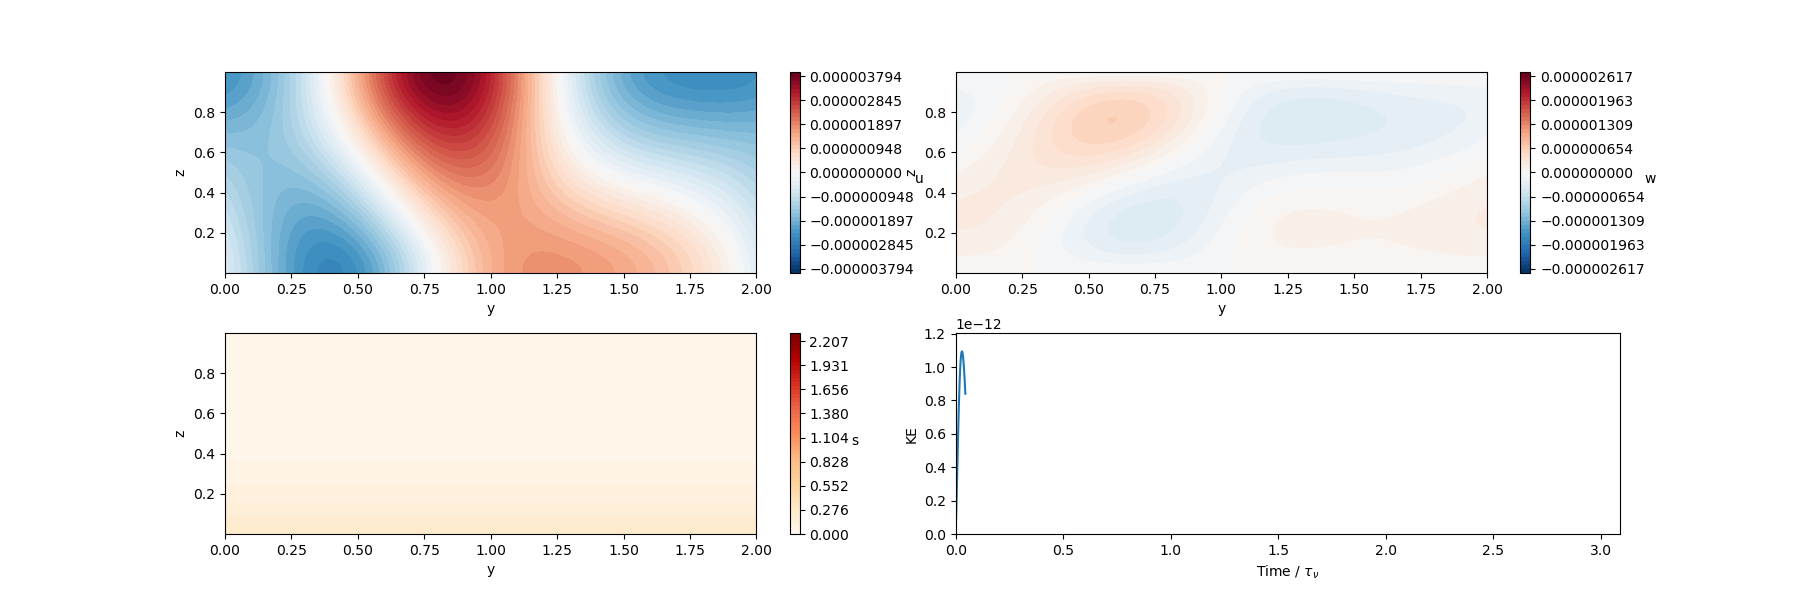 0.000003794
0.000002845
0.000001897
0.000000948
0.000000000
−0.000000948
−0.000001897
−0.000002845
−0.000003794
u
0.8
0.6
0.4
0.2
z
0.00 0.25 0.50 0.75 1.00 1.25 1.50 1.75 2.00
y
0.000002617
0.000001963
0.000001309
0.000000654
0.000000000
−0.000000654
−0.000001309
−0.000001963
−0.000002617
w
0.8
0.6
0.4
0.2
z
0.00 0.25 0.50 0.75 1.00 1.25 1.50 1.75 2.00
y
2.207
1.931
1.656
1.380
1.104
0.828
0.552
0.276
0.000
s
0.8
0.6
0.4
0.2
z
0.00 0.25 0.50 0.75 1.00 1.25 1.50 1.75 2.00
y
1e−12
1.2
1.0
0.8
0.6
0.4
0.2
0.0
KE
0.0 0.5 1.0 1.5 2.0 2.5 3.0
Time / τν